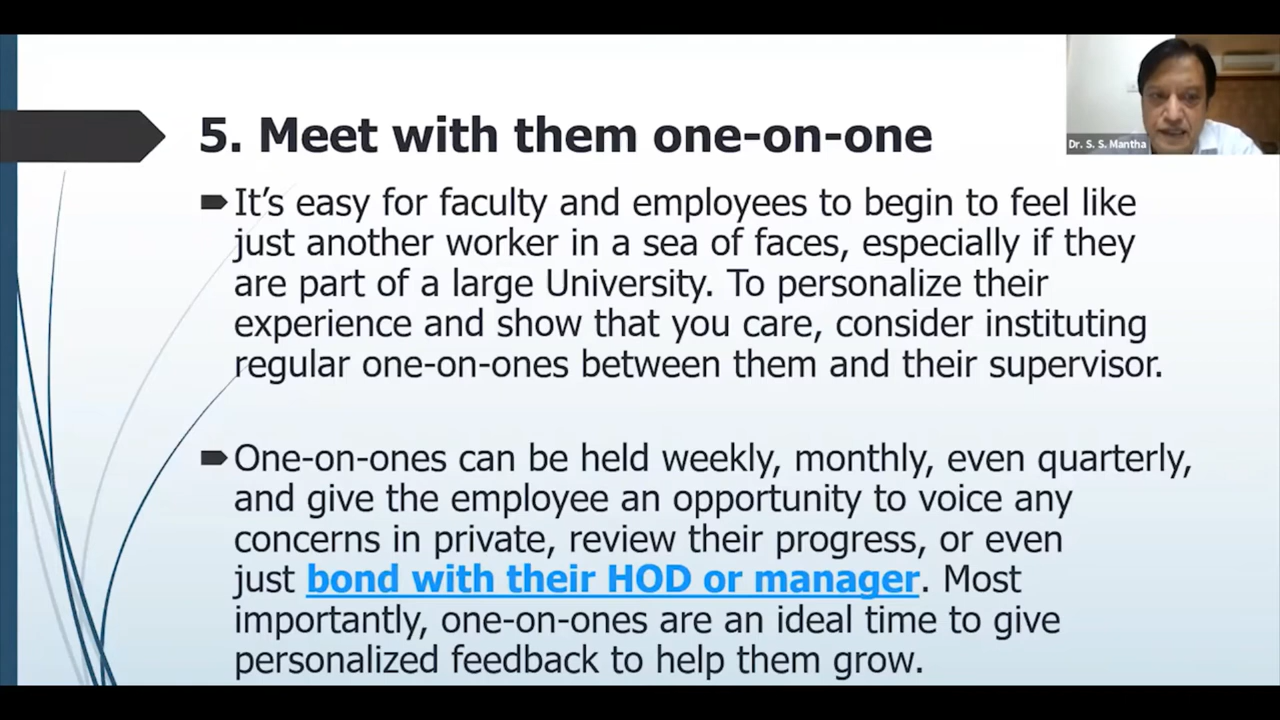 5. Meet with them one-on-one
Dr. S. S. Mantha
It's easy for faculty and employees to begin to feel like
just another worker in a sea of faces, especially if they
are part of a large University. To personalize their
experience and show that you care, consider instituting
regular one-on-ones between them and their supervisor.
One-on-ones can be held weekly, monthly, even quarterly,
and give the employee an opportunity to voice any
concerns in private, review their progress, or even
just bond with their HOD or manager. Most
importantly, one-on-ones are an ideal time to give
personalized feedback to help them grow.